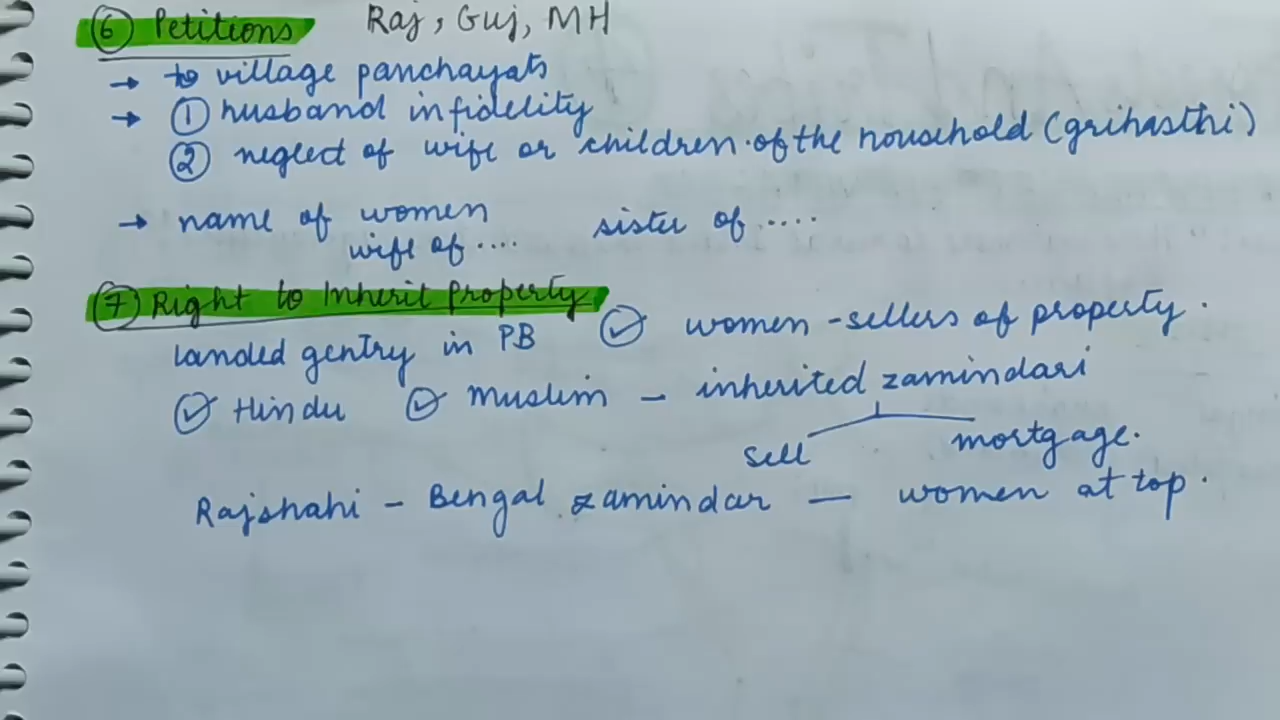 ⑥ Petitions Raj, Guj, MH
→ to village panchayats
→ ① husband infidelity
② neglect of wife or children of the household (grihasthi)
→ name of women
wife of .... sister of ....
⑦ Right to Inherit Property
landed gentry in PB ✓ women - sellers of property.
✓ Hindu ✓ Muslim - inherited zamindari
sell mortgage.
Rajshahi - Bengal zamindar - women at top.